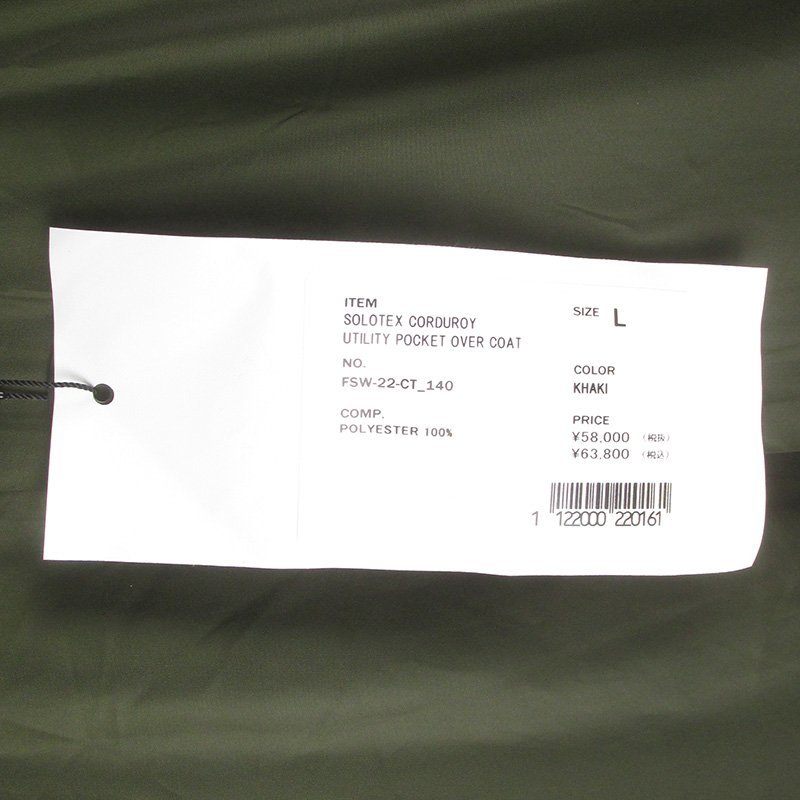 ITEM
SOLOTEX CORDUROY
UTILITY POCKET OVER COAT
NO.
FSW-22-CT_140
COMP.
POLYESTER 100%
SIZE L
COLOR
KHAKI
PRICE
¥58,000 (税抜)
¥63,800 (税込)
1 122000 220161